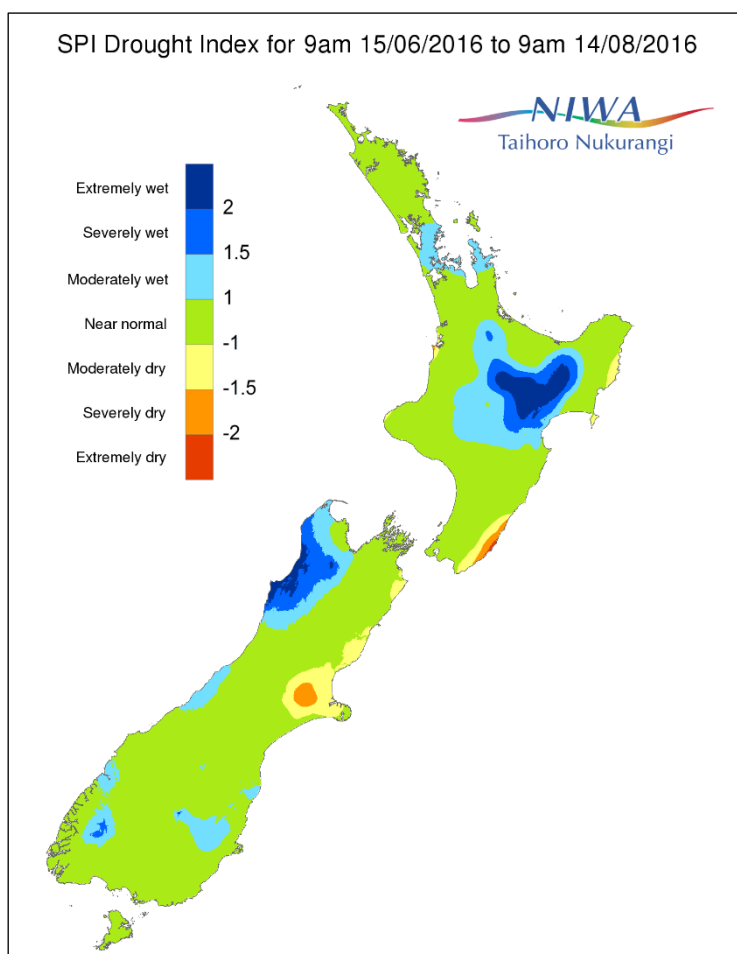 SPI Drought Index for 9am 15/06/2016 to 9am 14/08/2016
NIWA
Taihoro Nukurangi
Extremely wet
2
Severely wet
1.5
Moderately wet
1
Near normal
-1
Moderately dry
-1.5
Severely dry
-2
Extremely dry